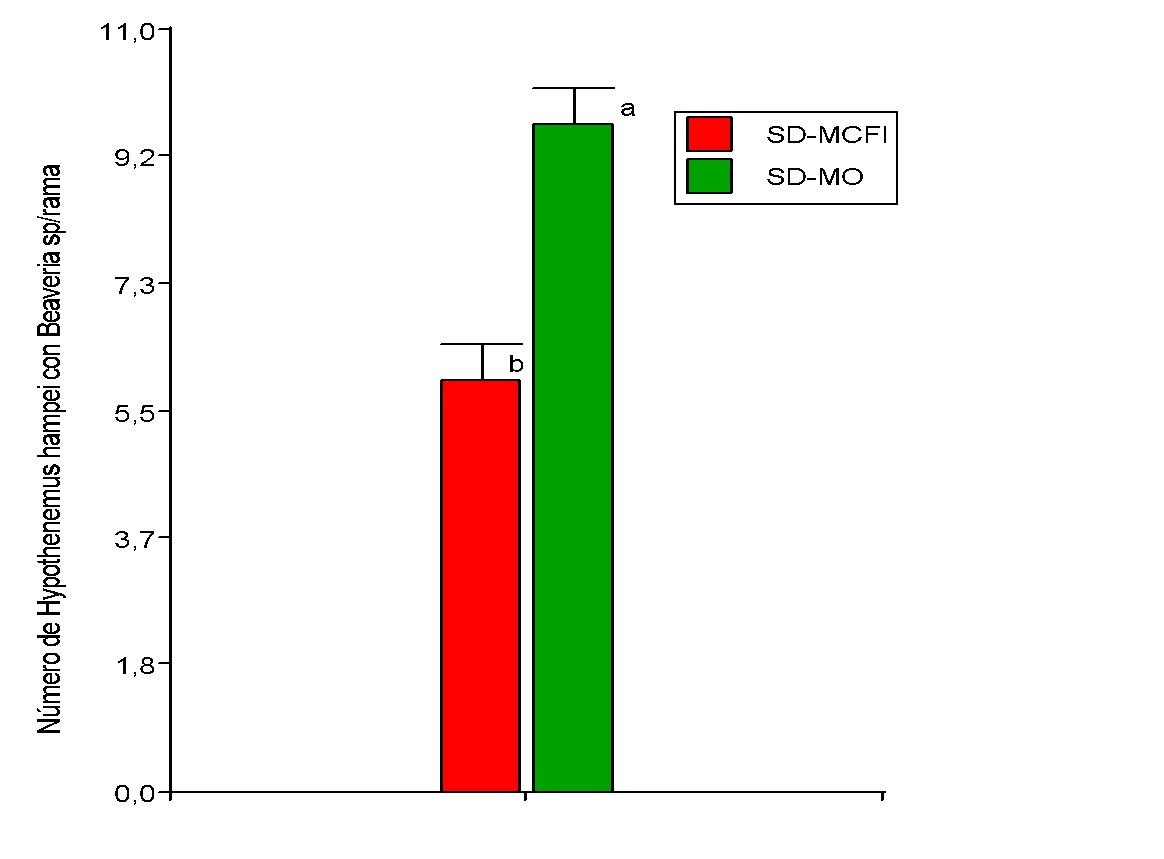 Número de Hypothenemus hampei con Beaveria sp/rama
11,0
9,2
7,3
5,5
3,7
1,8
0,0
b
a
SD-MCFI
SD-MO